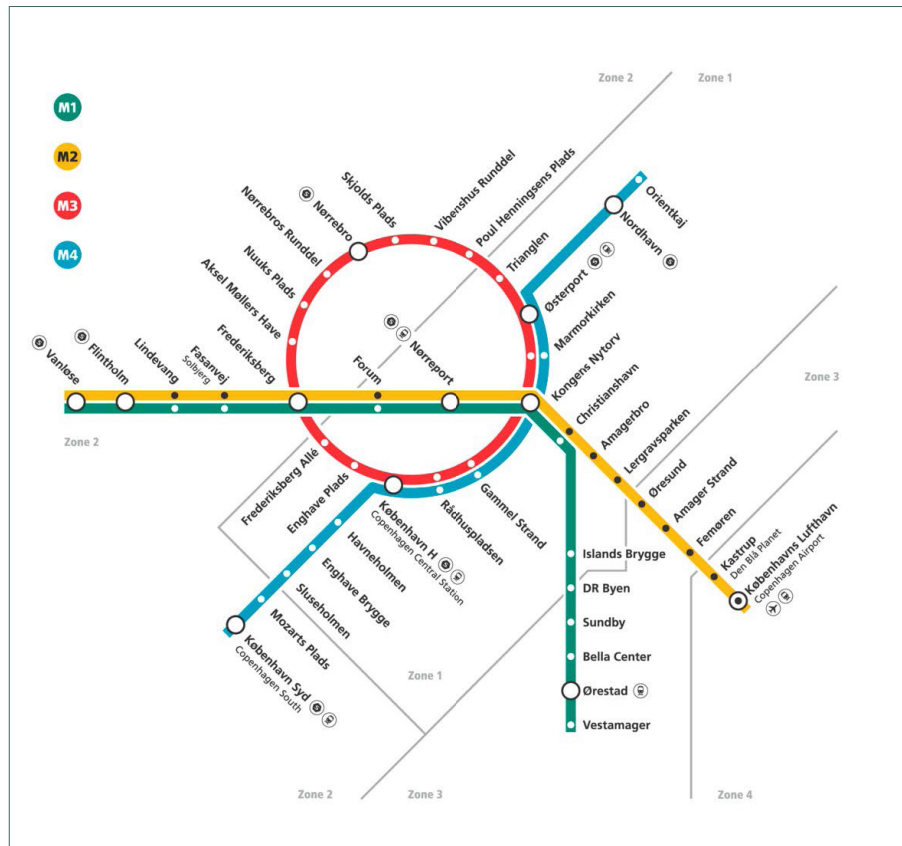 Zone 2
Zone 1
M1
M2
M3
M4
Skjolds Plads
Vibenshus Runddel
Poul Henningsens Plads
Trianglen
Nørrebro
Nørrebros Runddel
Nuuks Plads
Aksel Møllers Have
Frederiksberg
Orientkaj
Nordhavn
Østerport
Marmorkirken
Kongens Nytorv
Vanløse
Flintholm
Lindevang
Fasanvej
Solbjerg
Forum
Nørreport
Zone 3
Christianshavn
Amagerbro
Lergravsparken
Øresund
Amager Strand
Femøren
Kastrup
Den Blå Planet
Københavns Lufthavn
Copenhagen Airport
Zone 2
Frederiksberg Allé
Enghave Plads
København H
Copenhagen Central Station
Rådhuspladsen
Gammel Strand
Havneholmen
Enghave Brygge
Sluseholmen
Mozarts Plads
København Syd
Copenhagen South
Islands Brygge
DR Byen
Sundby
Bella Center
Ørestad
Vestamager
Zone 1
Zone 2
Zone 3
Zone 4